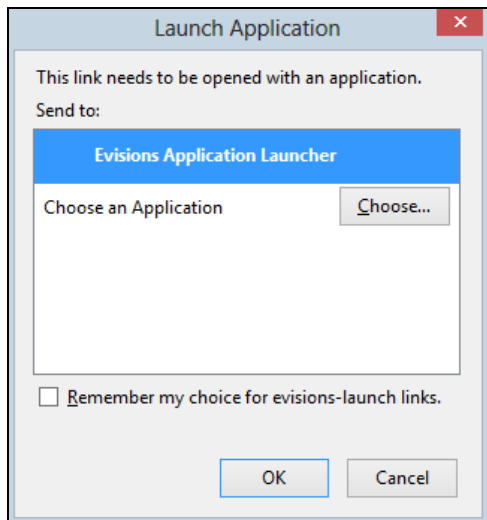 Launch Application
This link needs to be opened with an application.
Send to:
Evisions Application Launcher
Choose an Application
Choose...
Remember my choice for evisions-launch links.
OK
Cancel